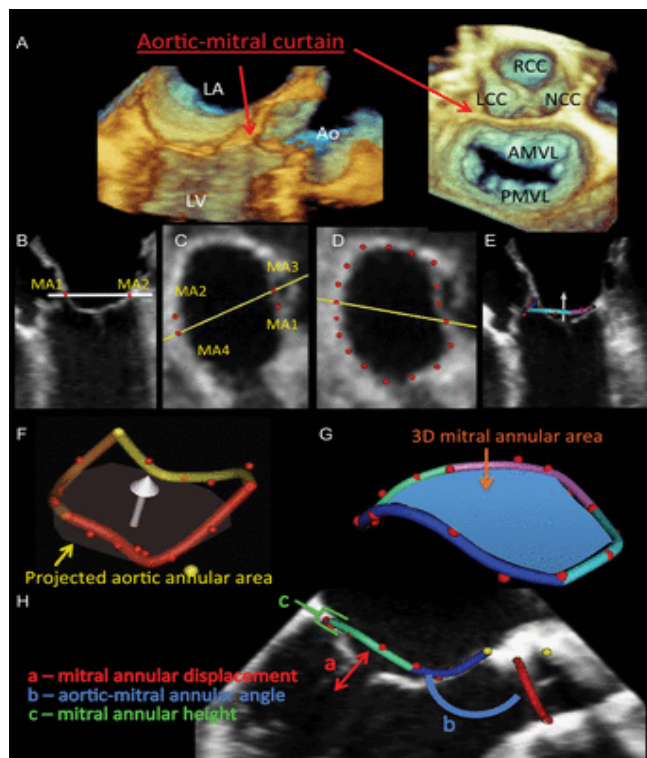 A
Aortic-mitral curtain
LA
Ao
LV
RCC
LCC
NCC
AMVL
PMVL
B
MA1
MA2
C
MA3
MA2
MA1
MA4
D
E
F
Projected aortic annular area
G
3D mitral annular area
H
c
a
b
a – mitral annular displacement
b – aortic-mitral annular angle
c – mitral annular height